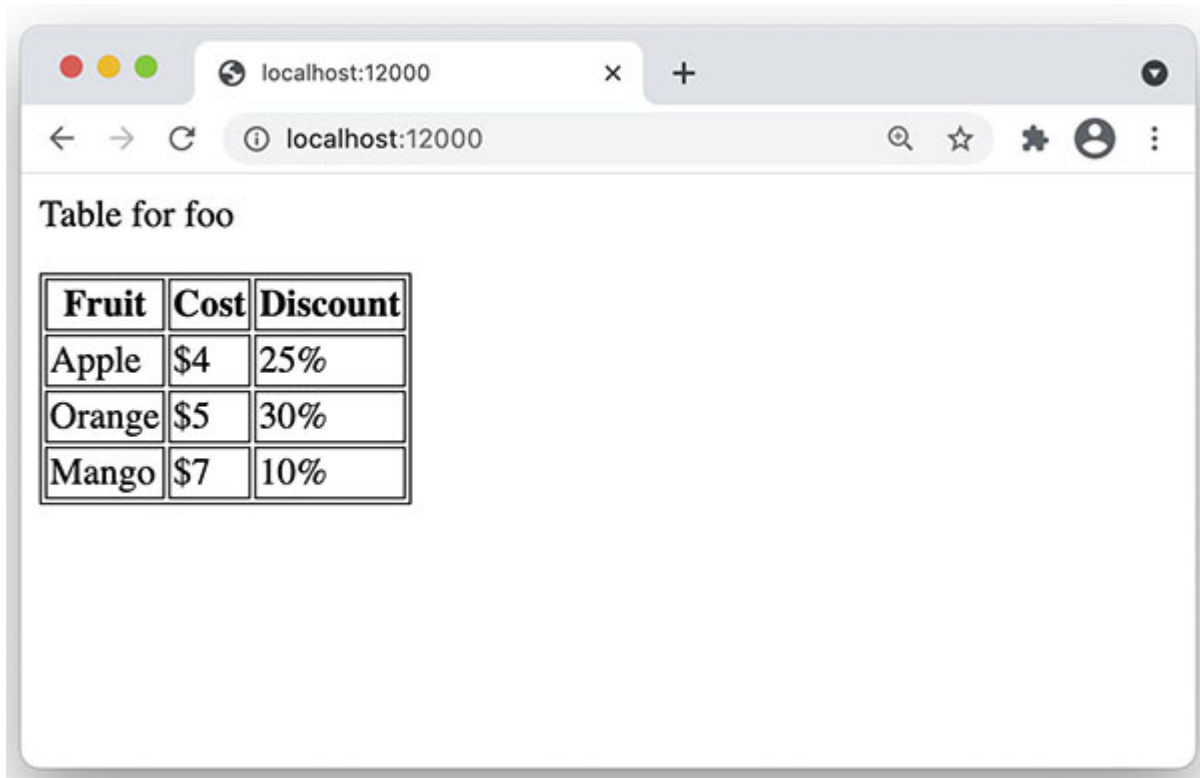 localhost:12000
localhost:12000
Table for foo
Fruit Cost Discount
Apple $4 25%
Orange $5 30%
Mango $7 10%